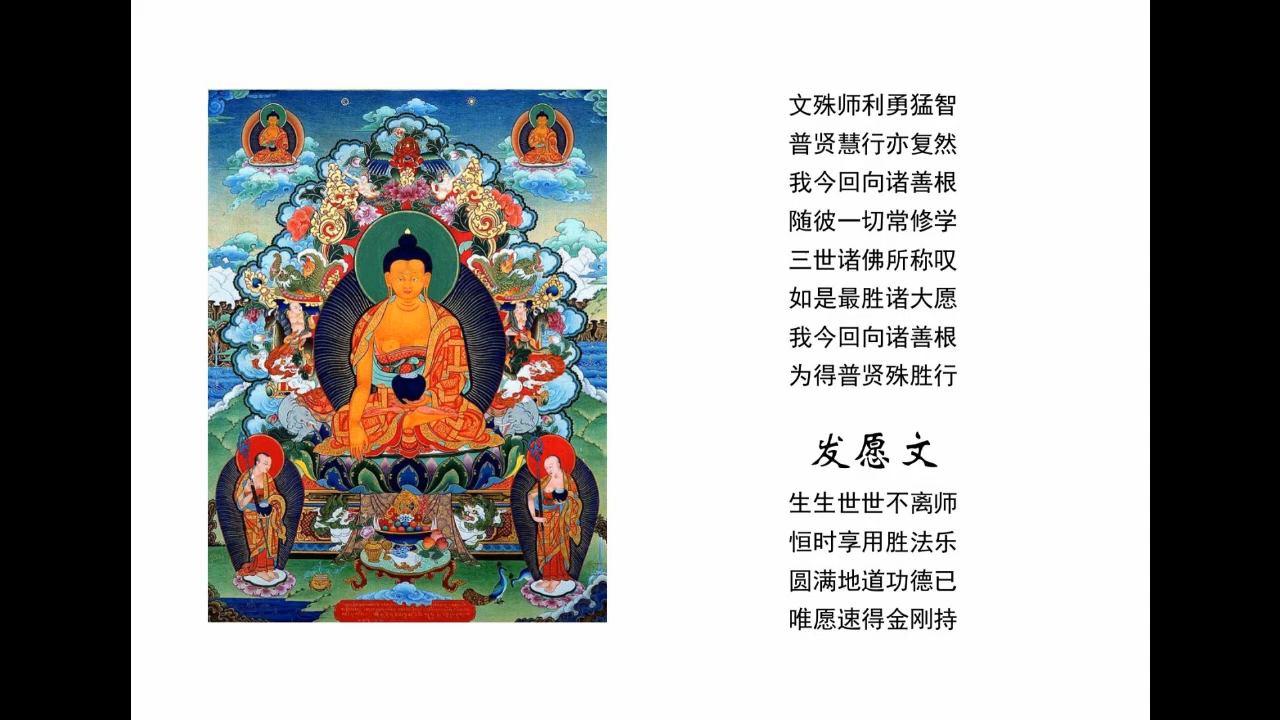 文殊师利勇猛智
普贤慧行亦复然
我今回向诸善根
随彼一切常修学
三世诸佛所称叹
如是最胜诸大愿
我今回向诸善根
为得普贤殊胜行
发愿文
生生世世不离师
恒时享用胜法乐
圆满地道功德已
唯愿速得金刚持